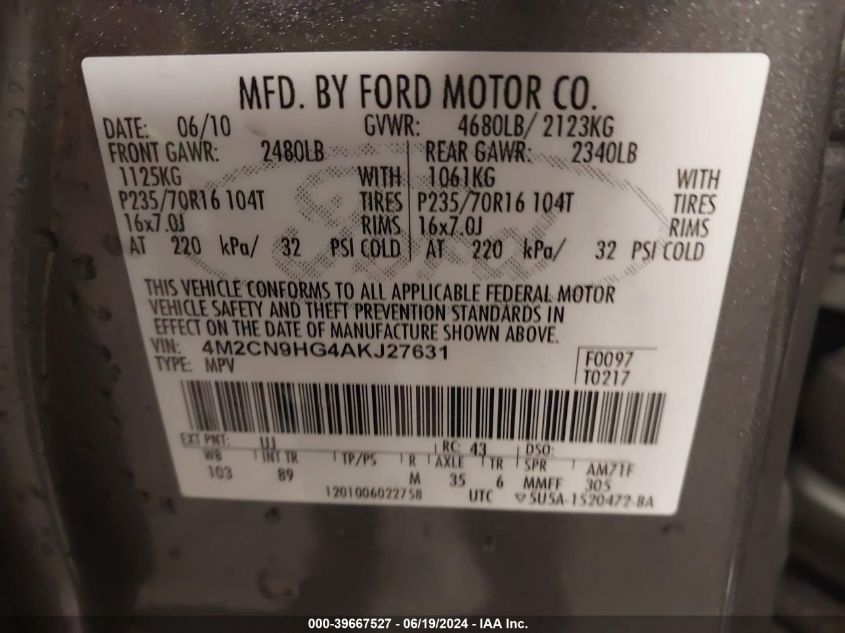 MFD. BY FORD MOTOR CO.
DATE: 06/10 GVWR: 4680LB/ 2123KG
FRONT GAWR: 2480LB REAR GAWR: 2340LB
1125KG WITH 1061KG WITH
P235/70R16 104T TIRES P235/70R16 104T TIRES
16x7.0J RIMS 16x7.0J RIMS
AT 220 kPa/ 32 PSI COLD AT 220 kPa/ 32 PSI COLD
THIS VEHICLE CONFORMS TO ALL APPLICABLE FEDERAL MOTOR
VEHICLE SAFETY AND THEFT PREVENTION STANDARDS IN
EFFECT ON THE DATE OF MANUFACTURE SHOWN ABOVE.
VIN: 4M2CN9HG4AKJ27631 F0097
TYPE: MPV T0217
EXT PNT: UJ RC: 43 DSO:
WB INT TR TP/PS R AXLE TR SPR AM71F
103 89 M 35 6 MMFF 305
1201006022758 UTC ▽5U5A-1520472-BA
000-39667527 - 06/19/2024 - IAA Inc.